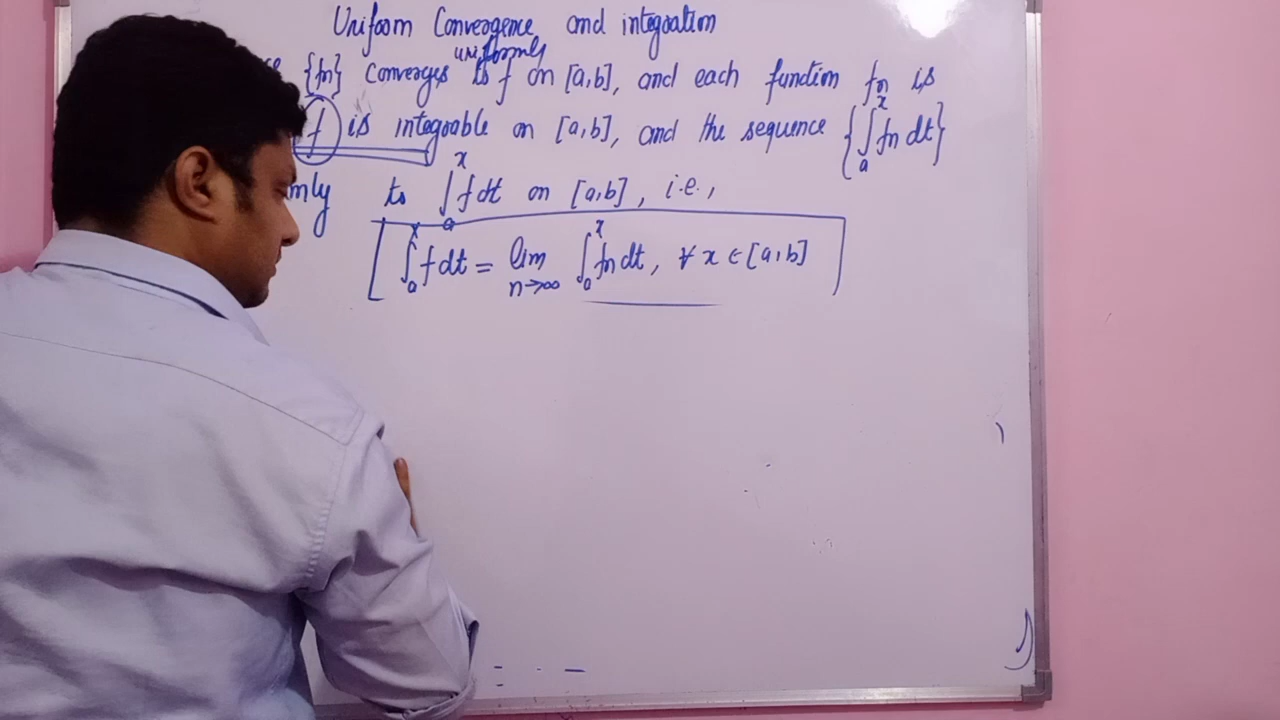 Uniform Convergence and integration
uniformly
{fn} Converges to f on [a,b], and each function fn is
f is integrable on [a,b], and the sequence {∫ₐˣ fn dt}
mly to ∫ₐˣ f dt on [a,b], i.e.,
[∫ₐˣ f dt = lim n→∞ ∫ₐˣ fn dt, ∀ x ∈ [a,b]]